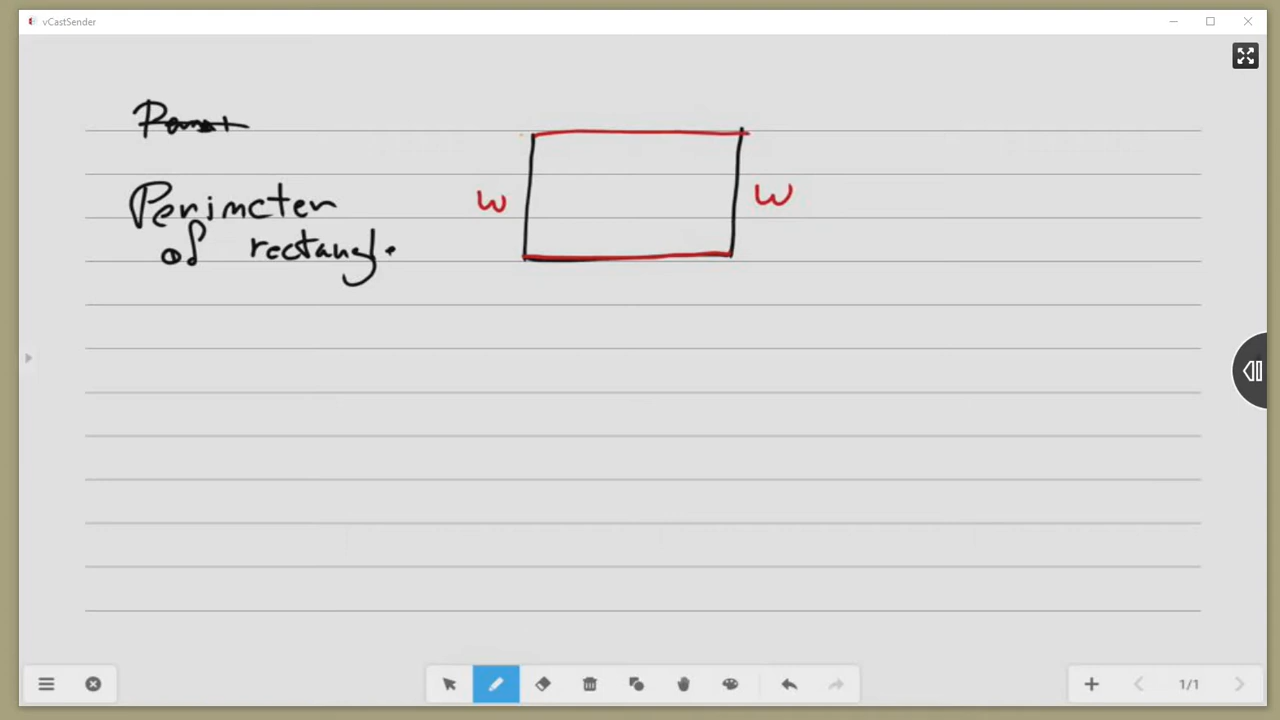 vCastSender
Perimeter
of rectangle
W
W
1/1